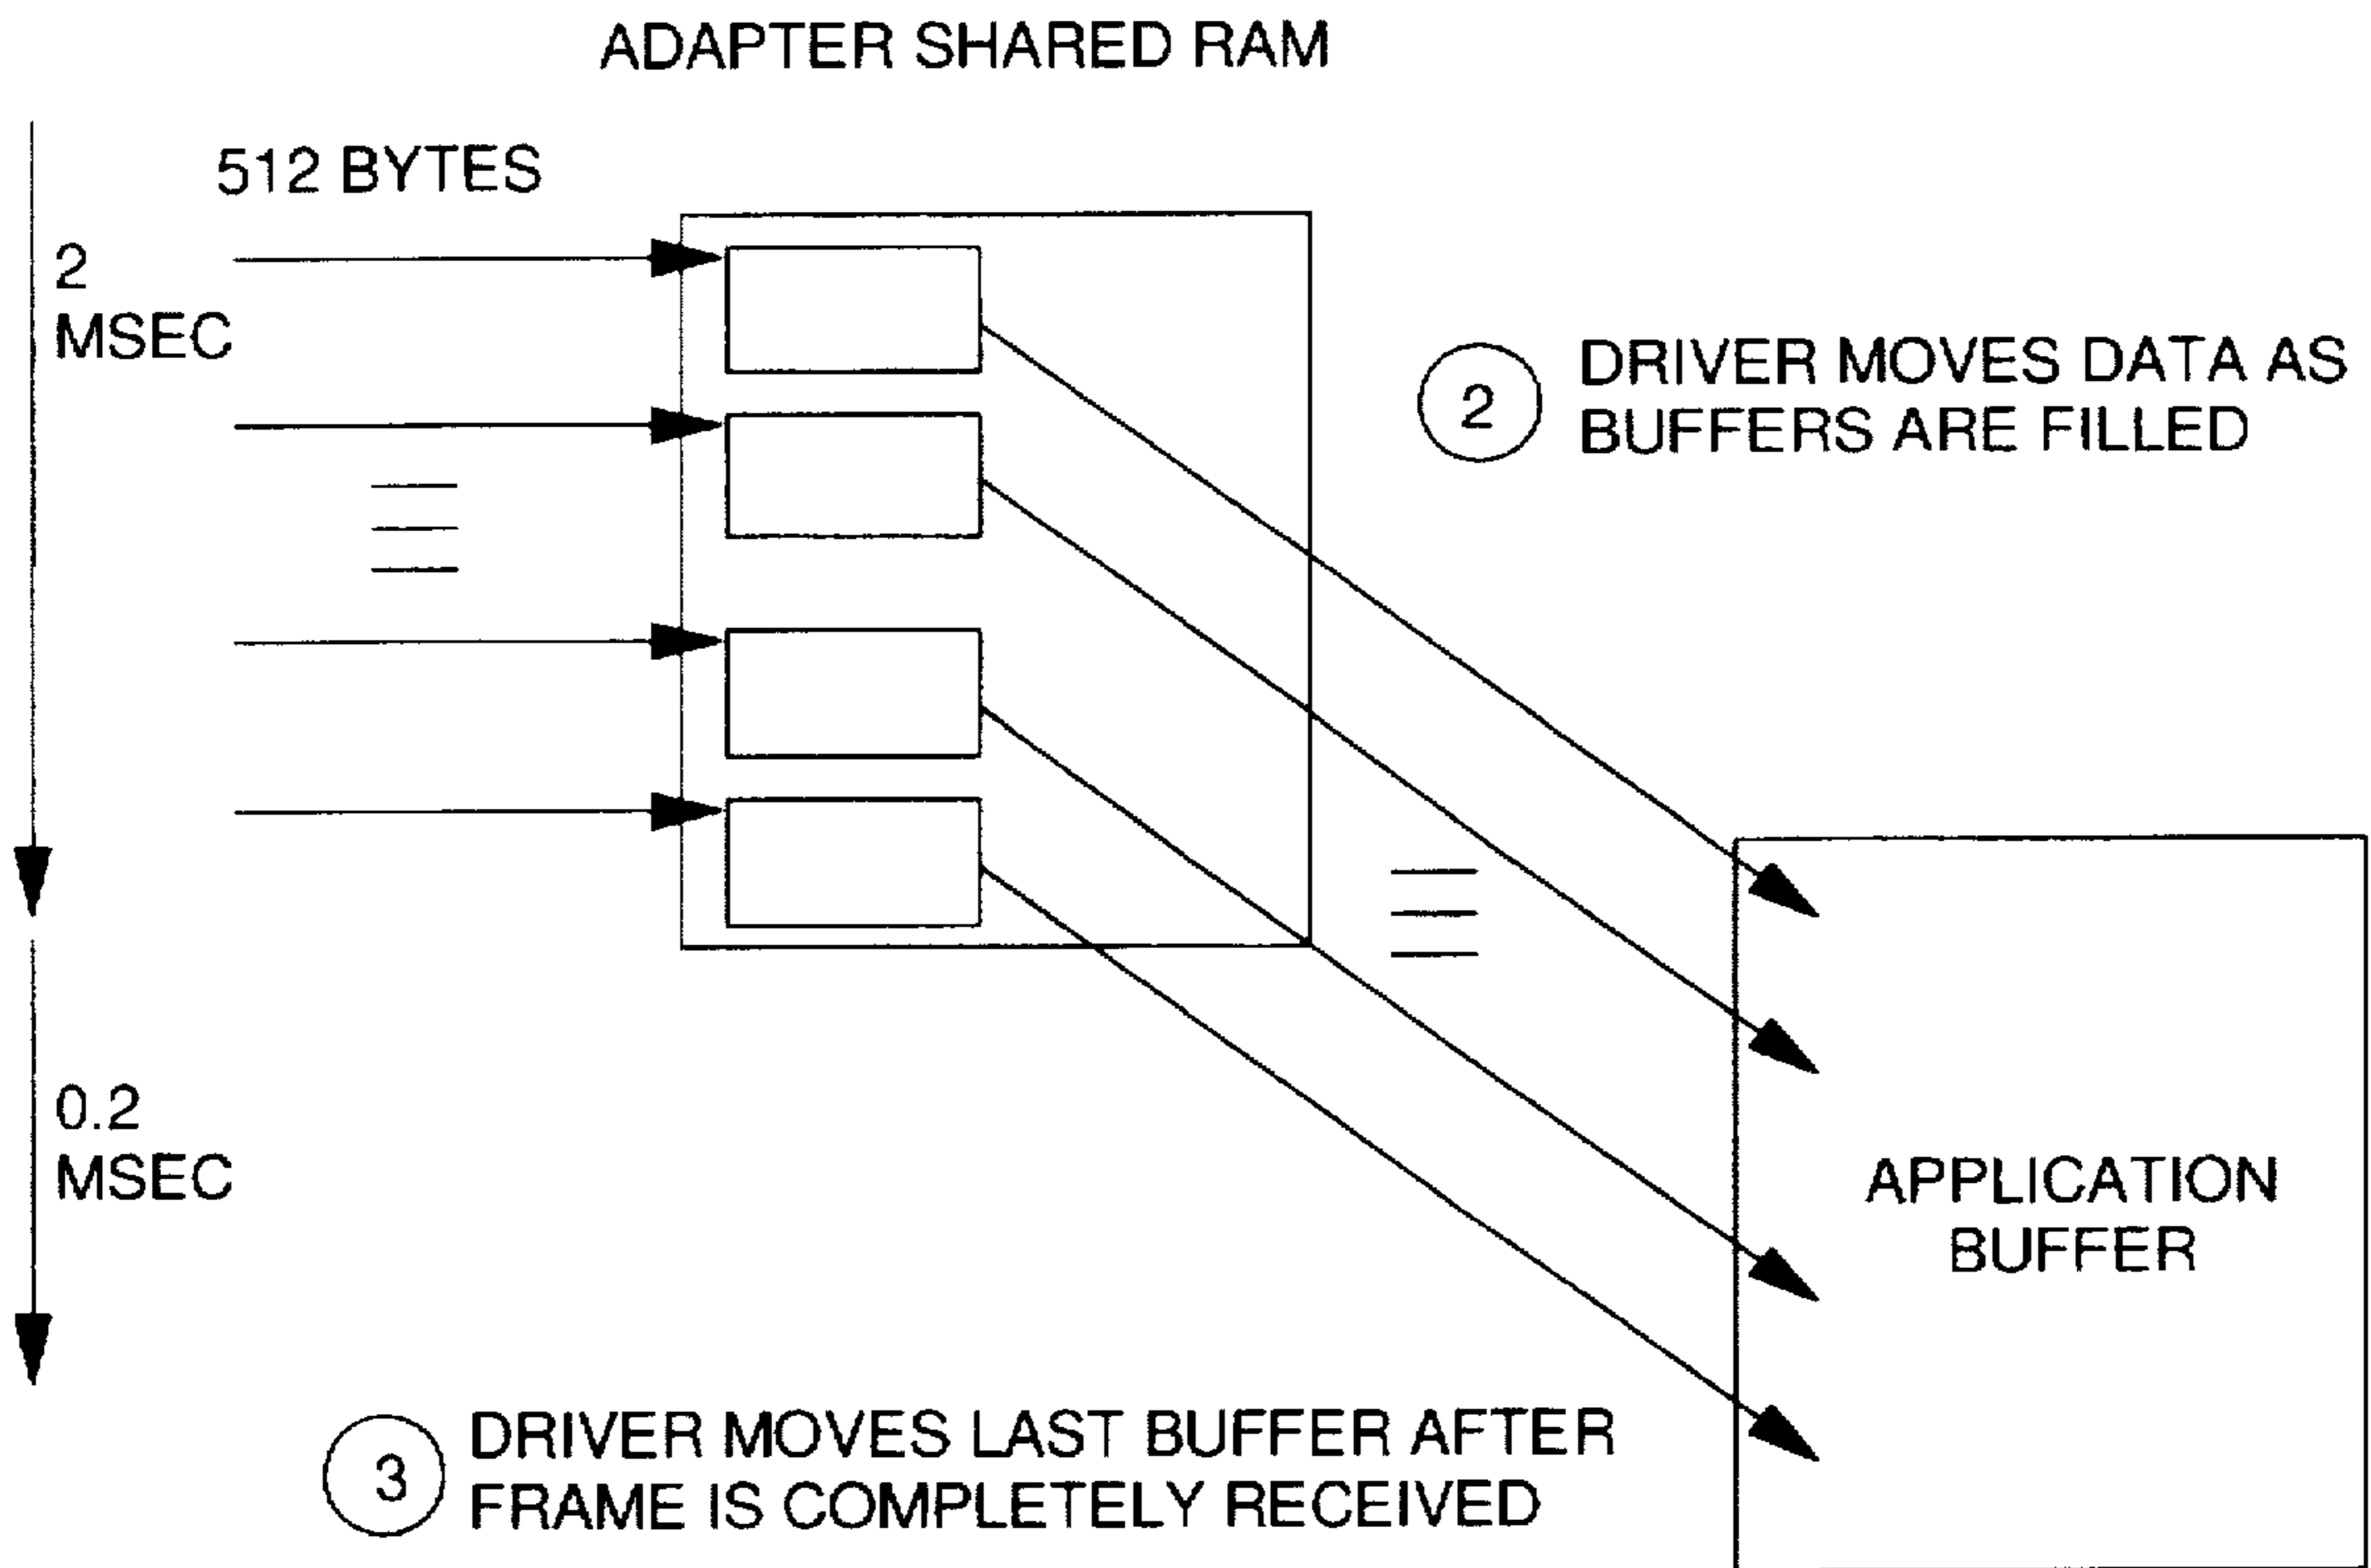 ADAPTER SHARED RAM
512 BYTES
2
MSEC
2
DRIVER MOVES DATA AS
BUFFERS ARE FILLED
0.2
MSEC
APPLICATION
BUFFER
3
DRIVER MOVES LAST BUFFER AFTER
FRAME IS COMPLETELY RECEIVED